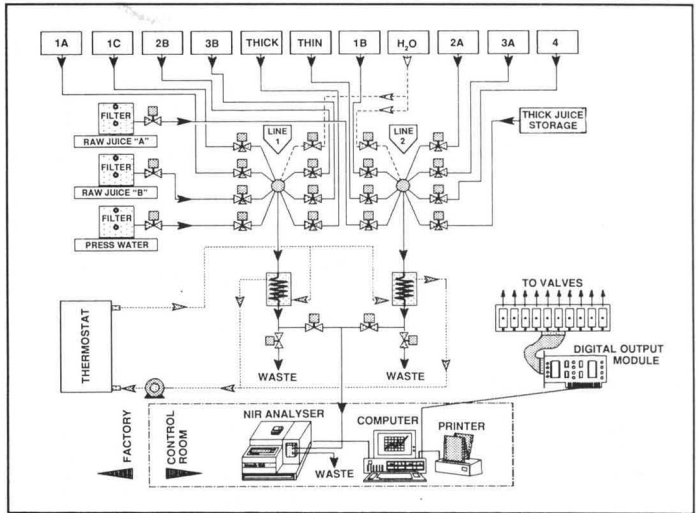 1A
1C
2B
3B
THICK
THIN
1B
H₂O
2A
3A
4
FILTER
RAW JUICE "A"
LINE
1
LINE
2
THICK JUICE
STORAGE
FILTER
RAW JUICE "B"
FILTER
PRESS WATER
THERMOSTAT
WASTE
WASTE
TO VALVES
DIGITAL OUTPUT
MODULE
FACTORY
CONTROL
ROOM
NIR ANALYSER
WASTE
COMPUTER
PRINTER